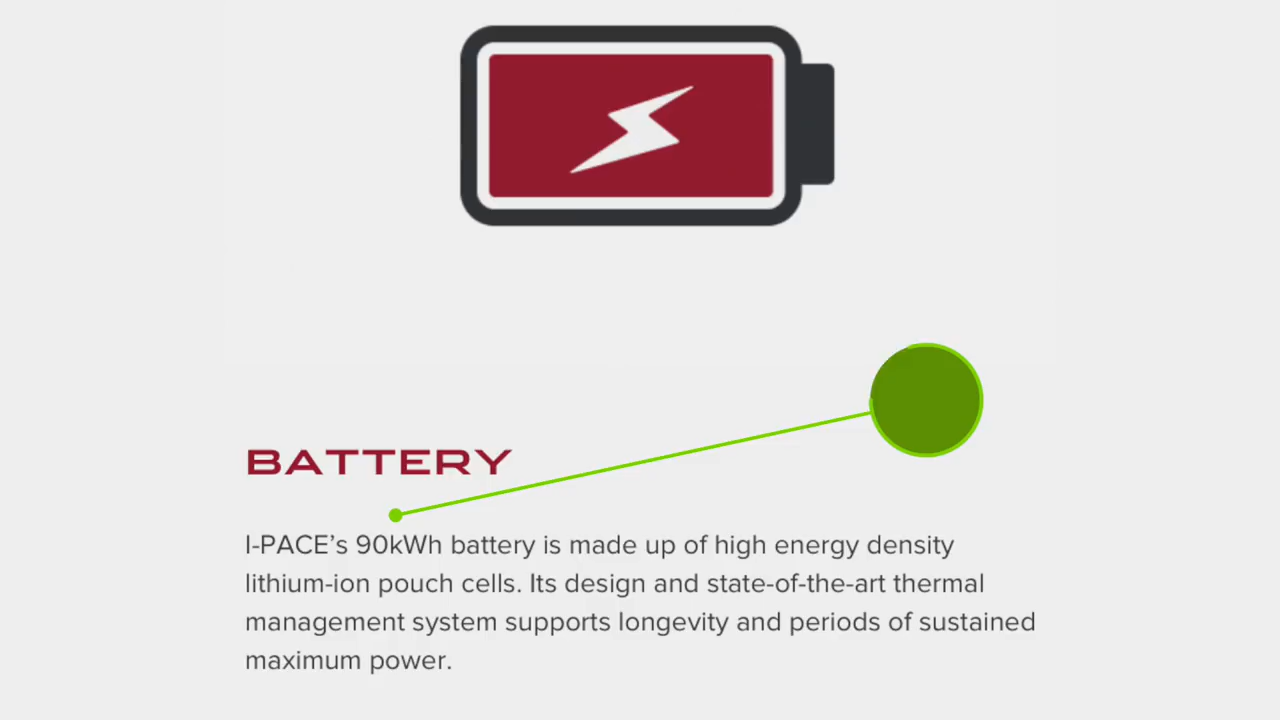 BATTERY
I-PACE’s 90kWh battery is made up of high energy density
lithium-ion pouch cells. Its design and state-of-the-art thermal
management system supports longevity and periods of sustained
maximum power.